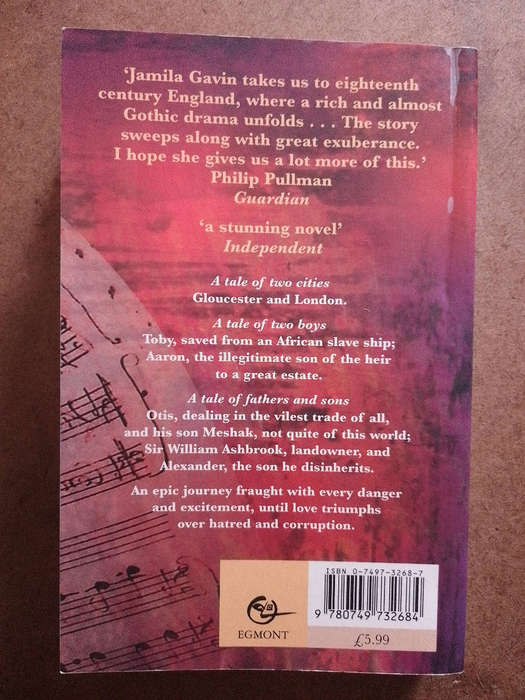 ‘Jamila Gavin takes us to eighteenth
century England, where a rich and almost
Gothic drama unfolds . . . The story
sweeps along with great exuberance.
I hope she gives us a lot more of this.’
Philip Pullman
Guardian
‘a stunning novel’
Independent
A tale of two cities
Gloucester and London.
A tale of two boys
Toby, saved from an African slave ship;
Aaron, the illegitimate son of the heir
to a great estate.
A tale of fathers and sons
Otis, dealing in the vilest trade of all,
and his son Meshak, not quite of this world;
Sir William Ashbrook, landowner, and
Alexander, the son he disinherits.
An epic journey fraught with every danger
and excitement, until love triumphs
over hatred and corruption.
ISBN 0-7497-3268-7
9 780749 732684
EGMONT
£5.99